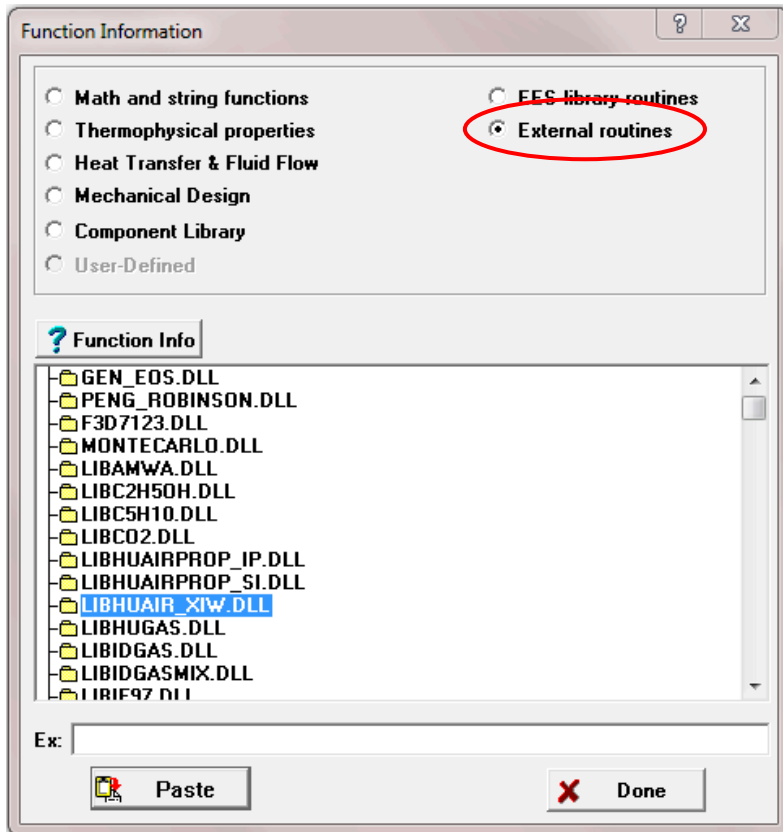 Function Information
Math and string functions
Thermophysical properties
Heat Transfer & Fluid Flow
Mechanical Design
Component Library
User-Defined
EES library routines
External routines
? Function Info
GEN_EOS.DLL
PENG_ROBINSON.DLL
F3D7123.DLL
MONTECARLO.DLL
LIBAMWA.DLL
LIBC2H5OH.DLL
LIBC5H10.DLL
LIBCO2.DLL
LIBHUAIRPROP_IP.DLL
LIBHUAIRPROP_SI.DLL
LIBHUAIR_XIW.DLL
LIBHUGAS.DLL
LIBIDGAS.DLL
LIBIDGASMIX.DLL
LIBIF97.DLL
Ex:
Paste
Done